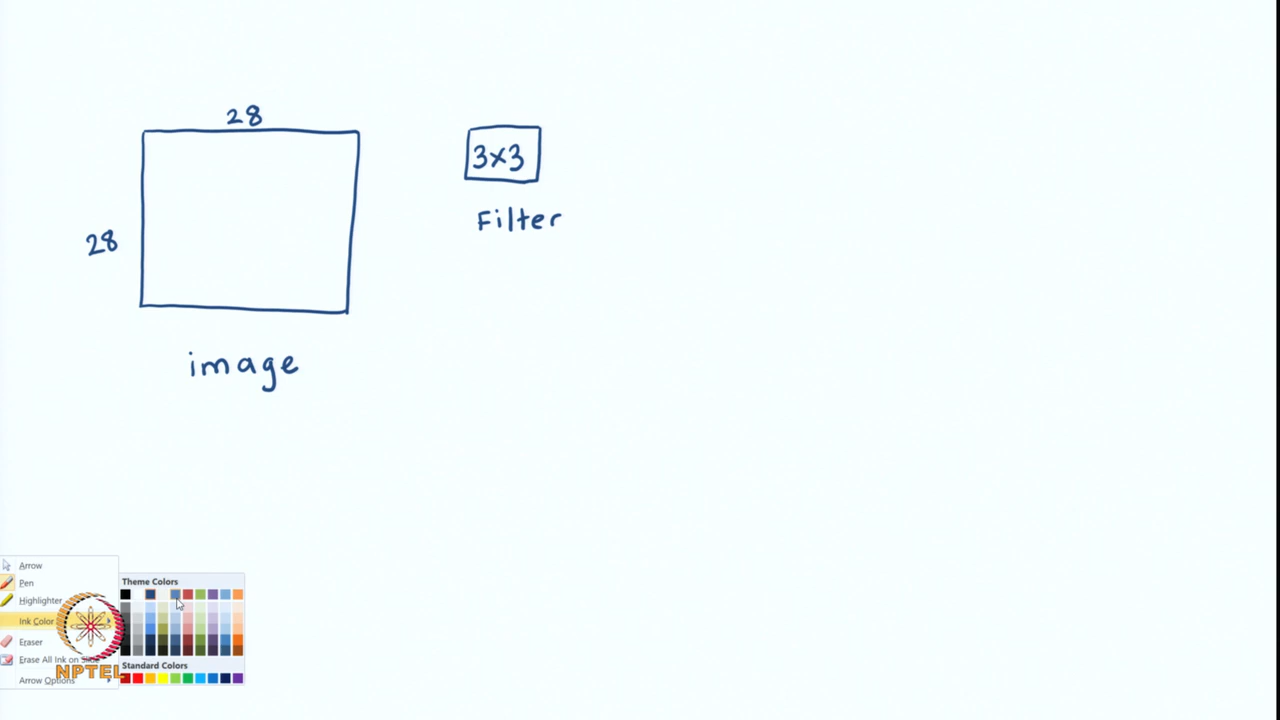 28
3x3
Filter
28
image
Arrow
Pen
Highlighter
Ink Color
Eraser
Erase All Ink on Slide
Arrow Options
Theme Colors
Standard Colors
NPTEL